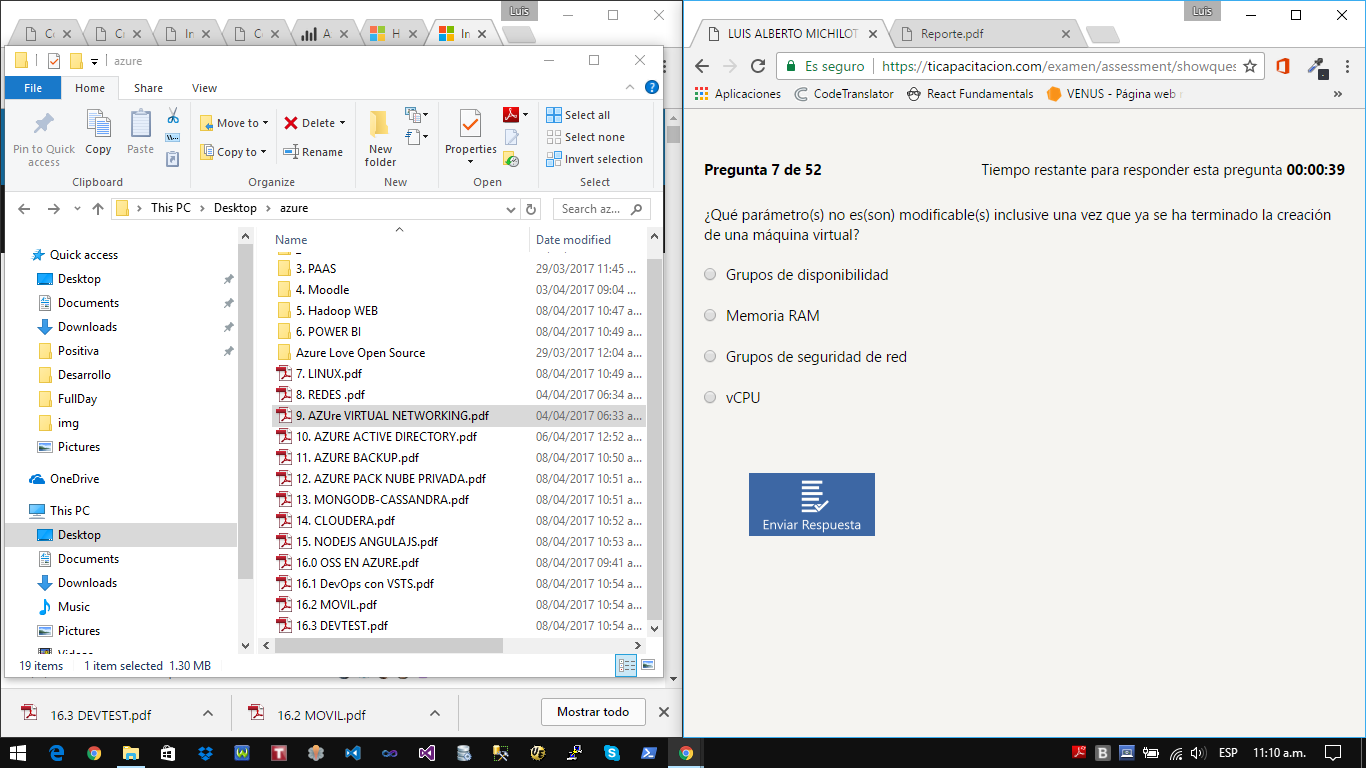 Luis
C
C
In
C
A
H
In
azure
File
Home
Share
View
Pin to Quick access
Copy
Paste
Clipboard
Move to
Copy to
Delete
Rename
Organize
New folder
New
Properties
Open
Select all
Select none
Invert selection
Select
This PC > Desktop > azure
Search az...
Quick access
Desktop
Documents
Downloads
Positiva
Desarrollo
FullDay
img
Pictures
OneDrive
This PC
Desktop
Documents
Downloads
Music
Pictures
Videos
Name Date modified
3. PAAS 29/03/2017 11:45 ...
4. Moodle 03/04/2017 09:04 ...
5. Hadoop WEB 08/04/2017 10:47 a...
6. POWER BI 08/04/2017 10:49 a...
Azure Love Open Source 29/03/2017 12:04 a...
7. LINUX.pdf 08/04/2017 10:49 a...
8. REDES .pdf 04/04/2017 06:34 a...
9. AZUre VIRTUAL NETWORKING.pdf 04/04/2017 06:33 a...
10. AZURE ACTIVE DIRECTORY.pdf 06/04/2017 12:52 a...
11. AZURE BACKUP.pdf 08/04/2017 10:50 a...
12. AZURE PACK NUBE PRIVADA.pdf 08/04/2017 10:51 a...
13. MONGODB-CASSANDRA.pdf 08/04/2017 10:51 a...
14. CLOUDERA.pdf 08/04/2017 10:52 a...
15. NODEJS ANGULAJS.pdf 08/04/2017 10:53 a...
16.0 OSS EN AZURE.pdf 08/04/2017 09:41 a...
16.1 DevOps con VSTS.pdf 08/04/2017 10:54 a...
16.2 MOVIL.pdf 08/04/2017 10:54 a...
16.3 DEVTEST.pdf 08/04/2017 10:54 a...
19 items 1 item selected 1.30 MB
16.3 DEVTEST.pdf
16.2 MOVIL.pdf
Mostrar todo
Luis
LUIS ALBERTO MICHILOT
Reporte.pdf
Es seguro https://ticapacitacion.com/examen/assessment/showques
Aplicaciones
CodeTranslator
React Fundamentals
VENUS - Página web
Pregunta 7 de 52
Tiempo restante para responder esta pregunta 00:00:39
¿Qué parámetro(s) no es(son) modificable(s) inclusive una vez que ya se ha terminado la creación
de una máquina virtual?
Grupos de disponibilidad
Memoria RAM
Grupos de seguridad de red
vCPU
Enviar Respuesta
ESP
11:10 a.m.